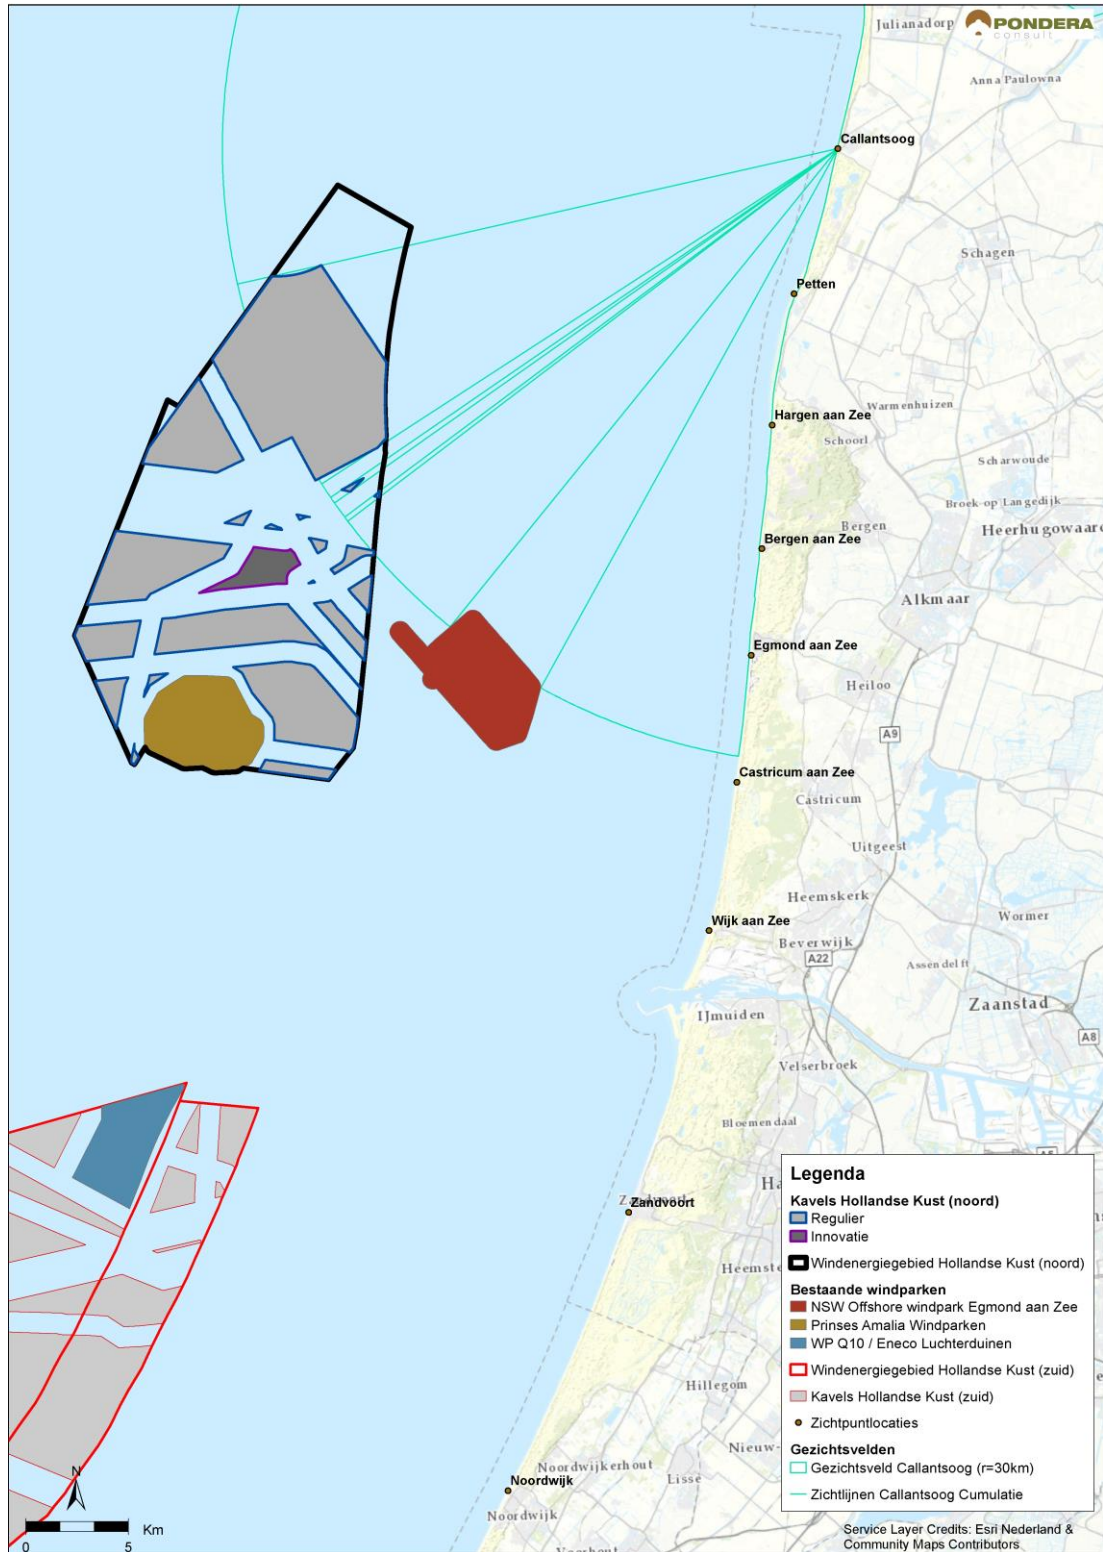 Julianadorp
PONDERA
consult
Anna Paulowna
Callantsoog
Schagen
Petten
Warmenhuizen
Hargen aan Zee
Schoorl
Scharwoude
Broek op Langedijk
Bergen
Heerhugowaard
Bergen aan Zee
Alkmaar
Egmond aan Zee
Heiloo
A9
Castricum aan Zee
Castricum
Uitgeest
Heemskerk
Wijk aan Zee
Wormer
Beverwijk
A22
Assendelft
Zaanstad
IJmuiden
A8
Velserbroek
Bloemendaal
A5
Zandvoort
Zandvoort
Ha
Heemste
Hillegom
Nieuw-
Noordwijkerhout
Lisse
Noordwijk
Noordwijk
Voorhout
Legenda
Kavels Hollandse Kust (noord)
Regulier
Innovatie
Windenergiegebied Hollandse Kust (noord)
Bestaande windparken
NSW Offshore windpark Egmond aan Zee
Prinses Amalia Windparken
WP Q10 / Eneco Luchterduinen
Windenergiegebied Hollandse Kust (zuid)
Kavels Hollandse Kust (zuid)
Zichtpuntlocaties
Gezichtsvelden
Gezichtsveld Callantsoog (r=30km)
Zichtlijnen Callantsoog Cumulatie
N
Km
0 5
Service Layer Credits: Esri Nederland &
Community Maps Contributors